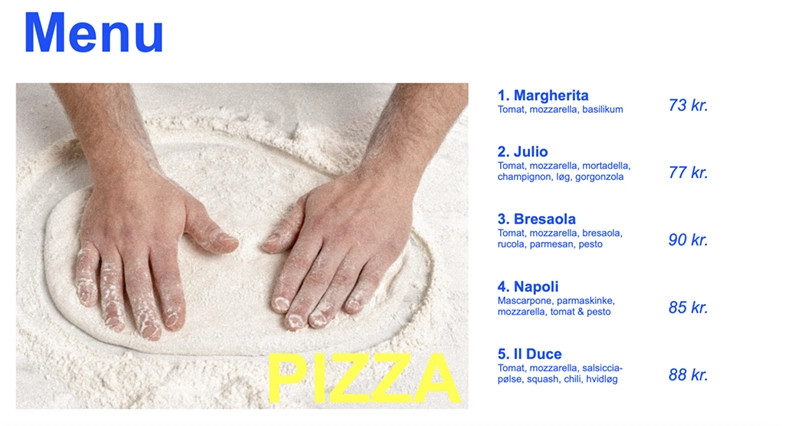 Menu
1. Margherita
Tomat, mozzarella, basilikum
73 kr.
2. Julio
Tomat, mozzarella, mortadella,
champignon, løg, gorgonzola
77 kr.
3. Bresaola
Tomat, mozzarella, bresaola,
rucola, parmesan, pesto
90 kr.
4. Napoli
Mascarpone, parmaskinke,
mozzarella, tomat & pesto
85 kr.
5. Il Duce
Tomat, mozzarella, salsiccia-
pølse, squash, chili, hvidløg
88 kr.
PIZZA